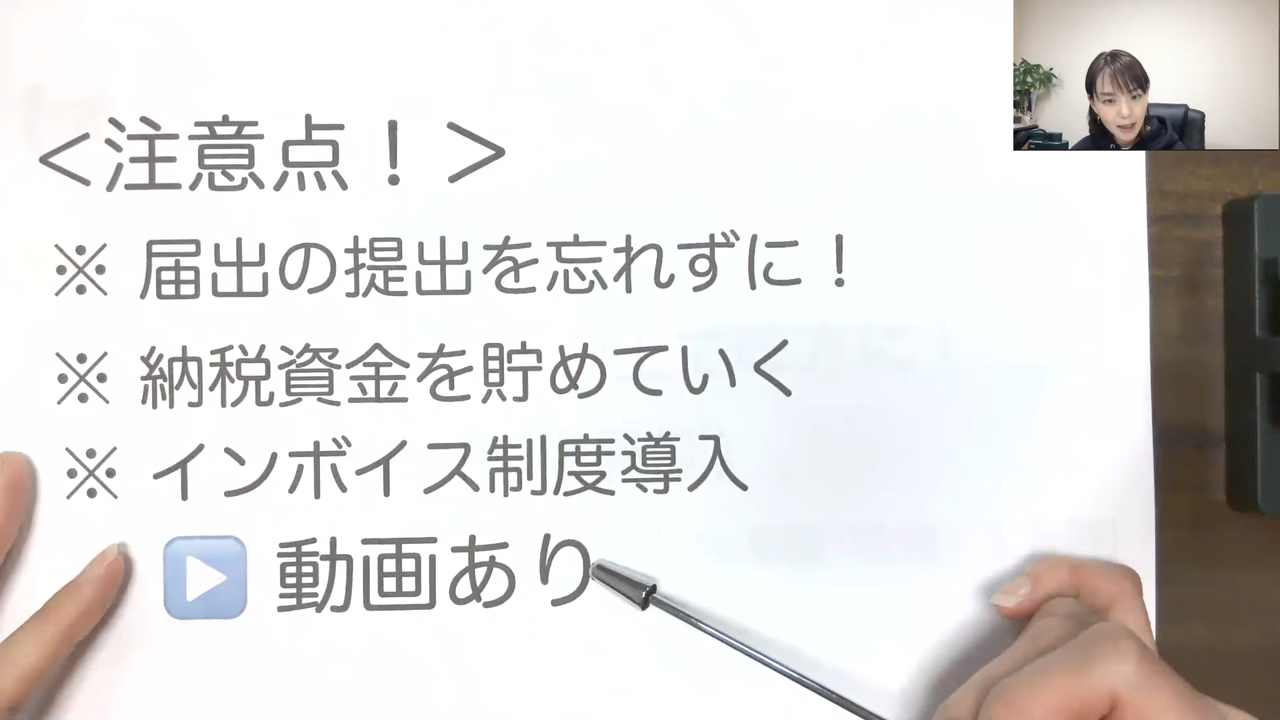 <注意点！>
※ 届出の提出を忘れずに！
※ 納税資金を貯めていく
※ インボイス制度導入
▶ 動画あり